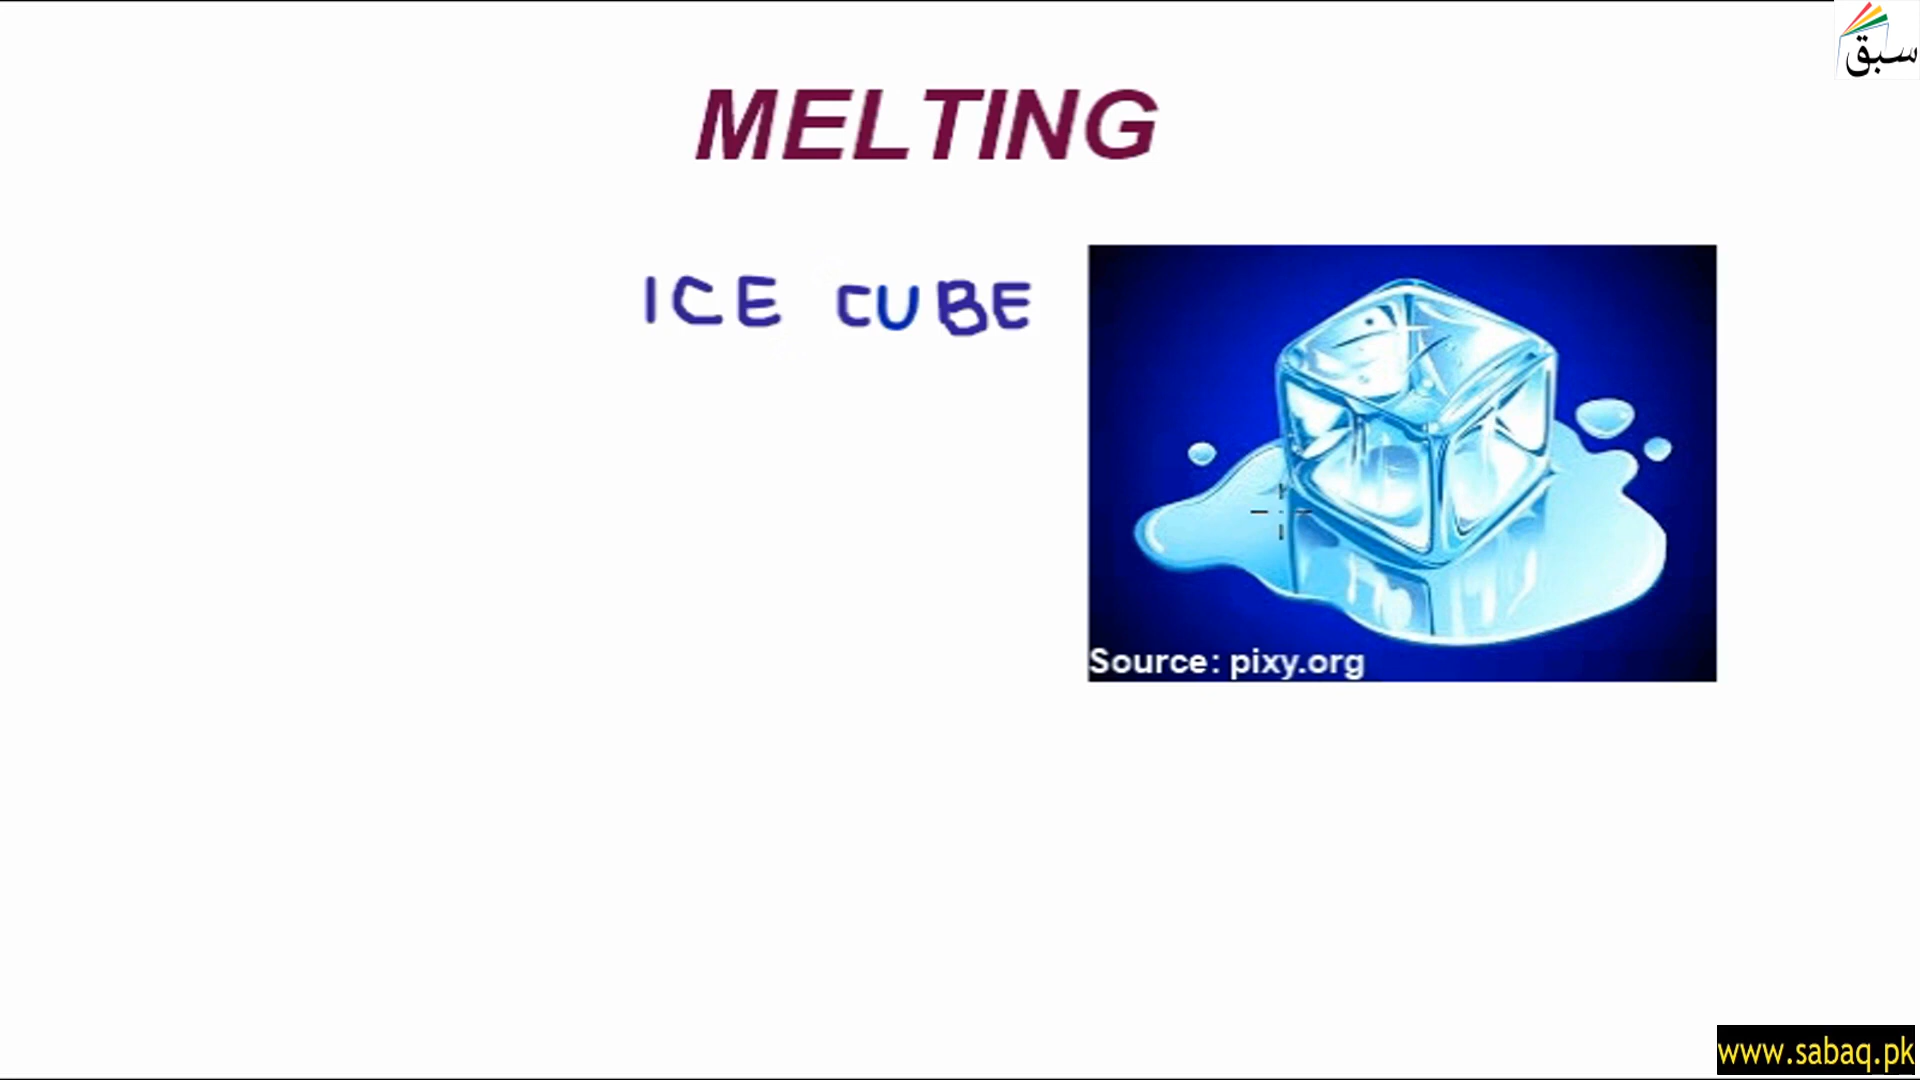 سبق
MELTING
ICE CUBE
Source: pixy.org
www.sabaq.pk